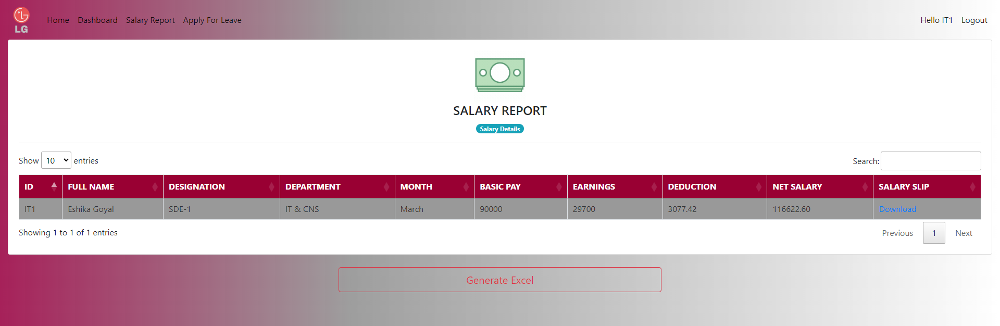 LG
Home Dashboard Salary Report Apply For Leave Hello IT1 Logout
SALARY REPORT
Salary Details
Show 10 entries Search:
ID FULL NAME DESIGNATION DEPARTMENT MONTH BASIC PAY EARNINGS DEDUCTION NET SALARY SALARY SLIP
IT1 Eshika Goyal SDE-1 IT & CNS March 90000 29700 3077.42 116622.60 Download
Showing 1 to 1 of 1 entries Previous 1 Next
Generate Excel